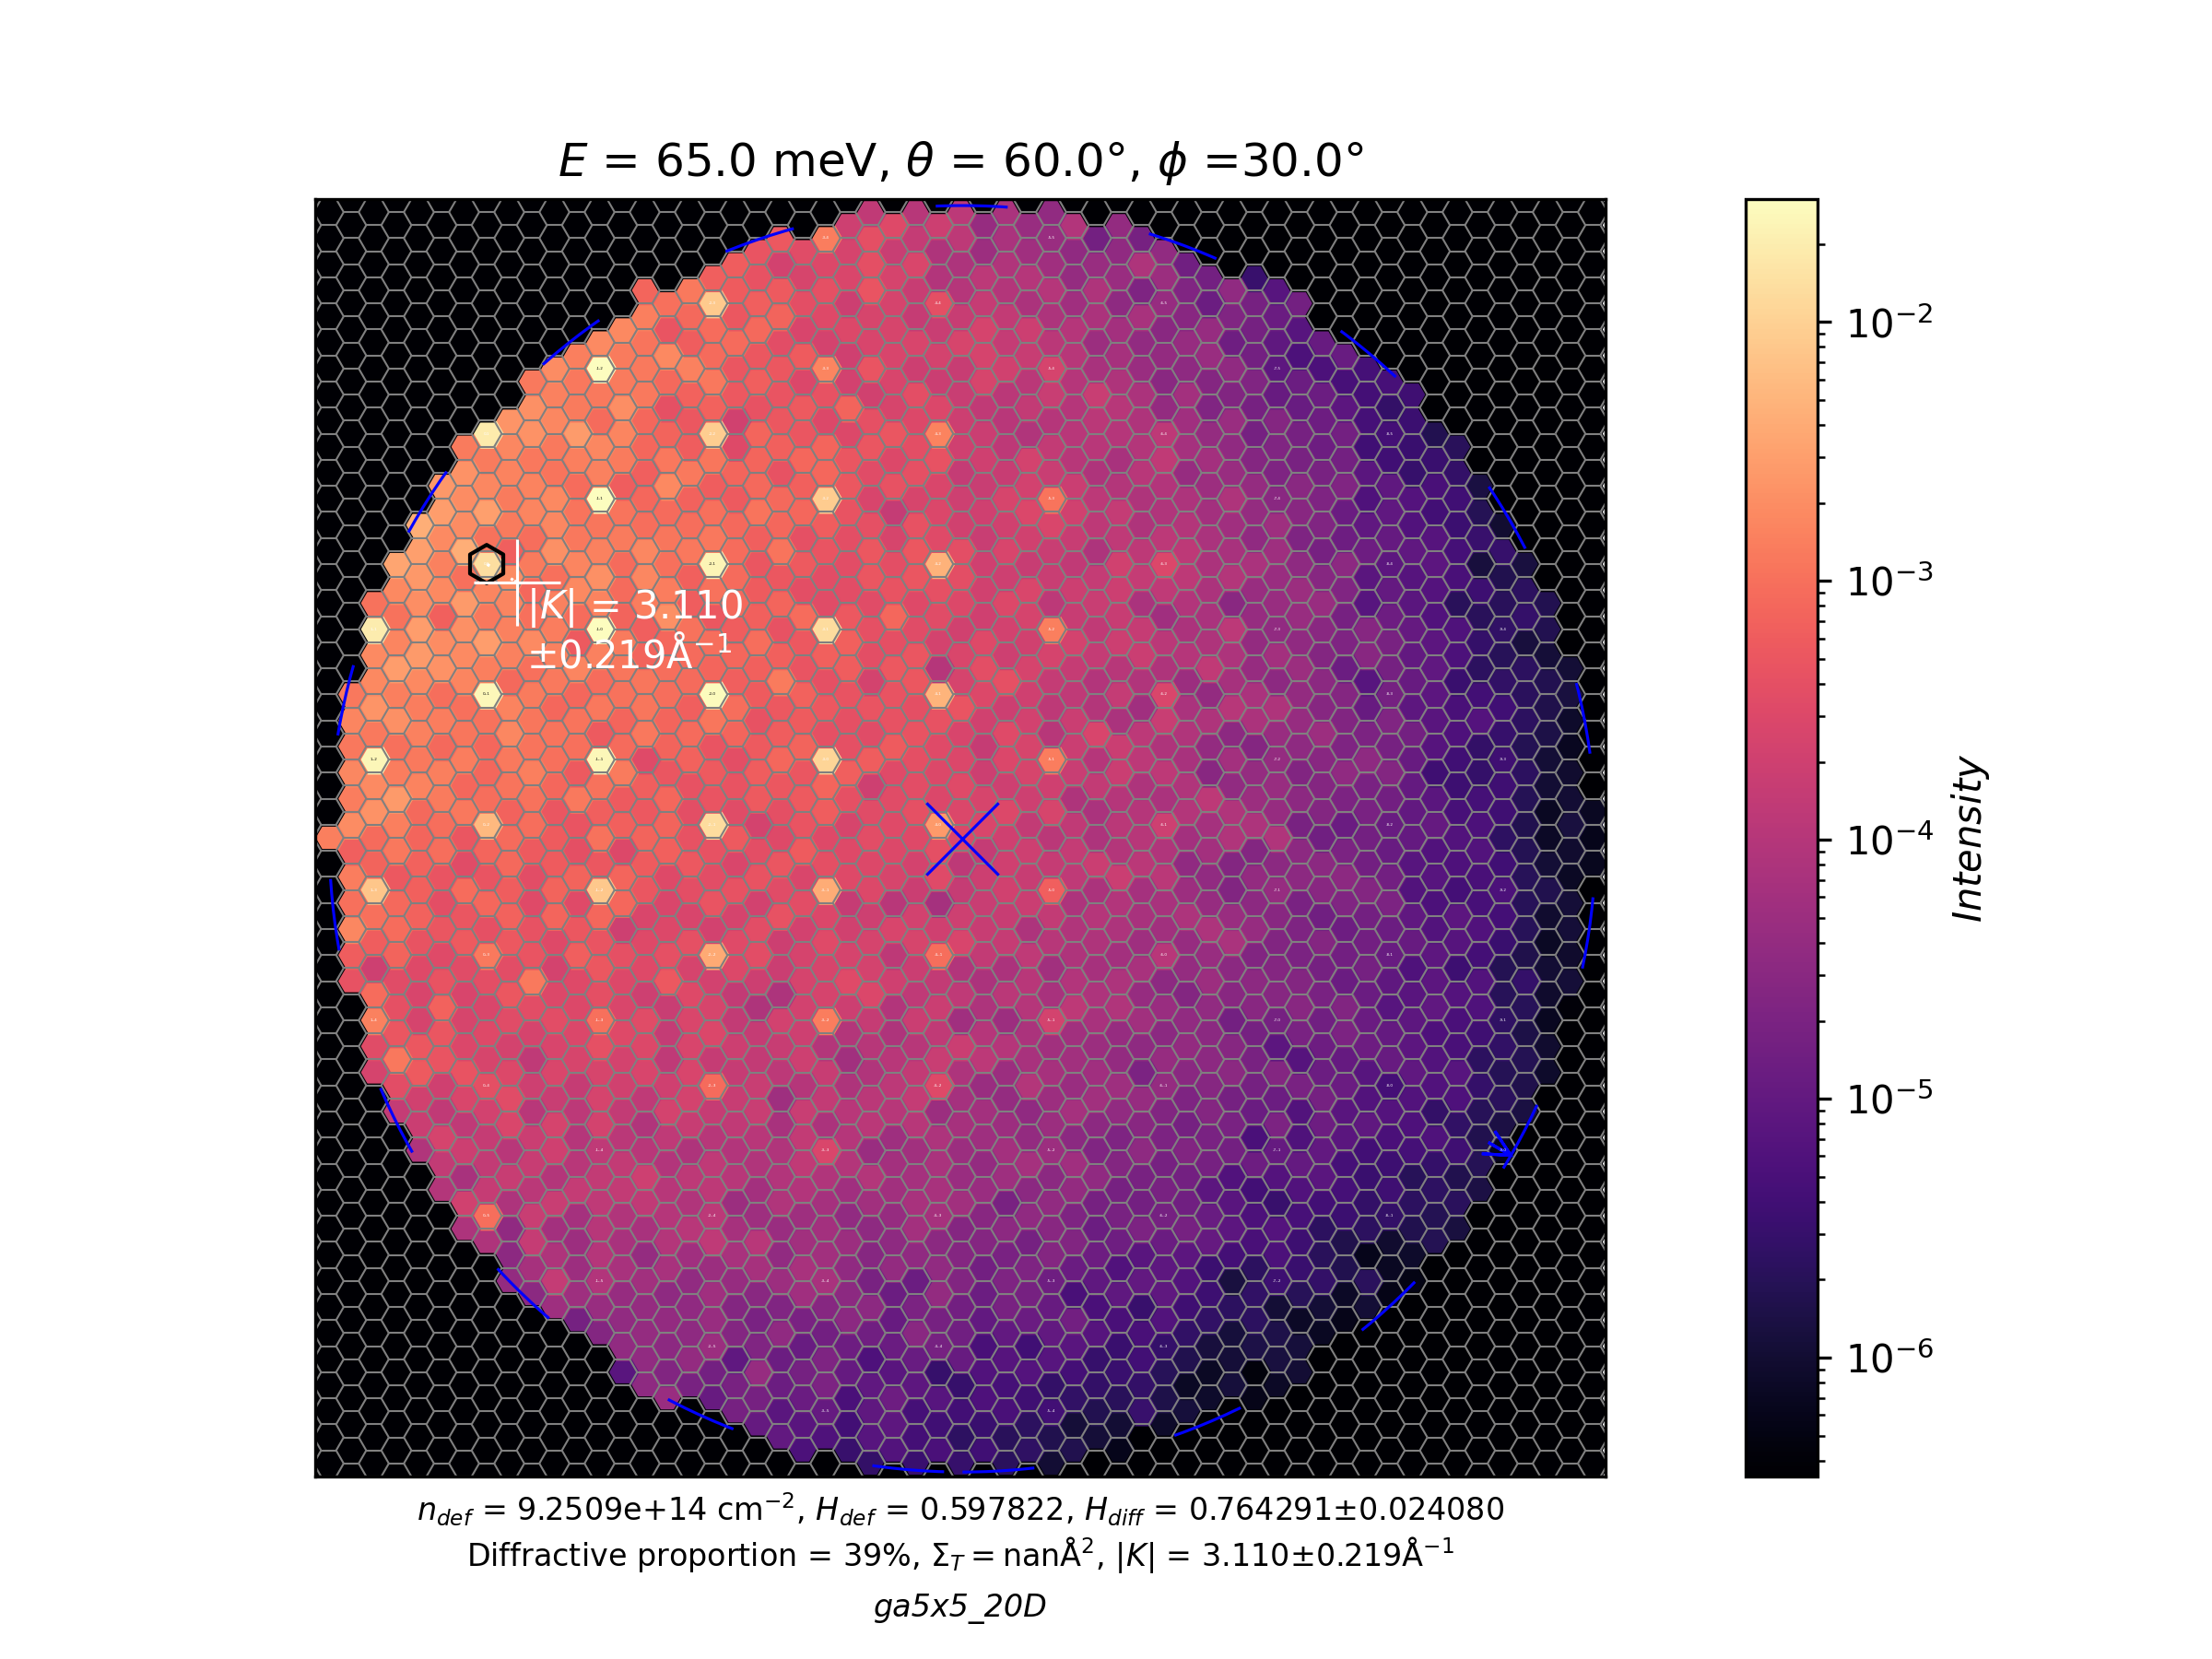 E = 65.0 meV, θ = 60.0°, ϕ =30.0°
|K| = 3.110
±0.219Å⁻¹
10⁻²
10⁻³
10⁻⁴
10⁻⁵
10⁻⁶
Intensity
n_def = 9.2509e+14 cm⁻², H_def = 0.597822, H_diff = 0.764291±0.024080
Diffractive proportion = 39%, Σ_T = nanÅ², |K| = 3.110±0.219Å⁻¹
ga5x5_20D